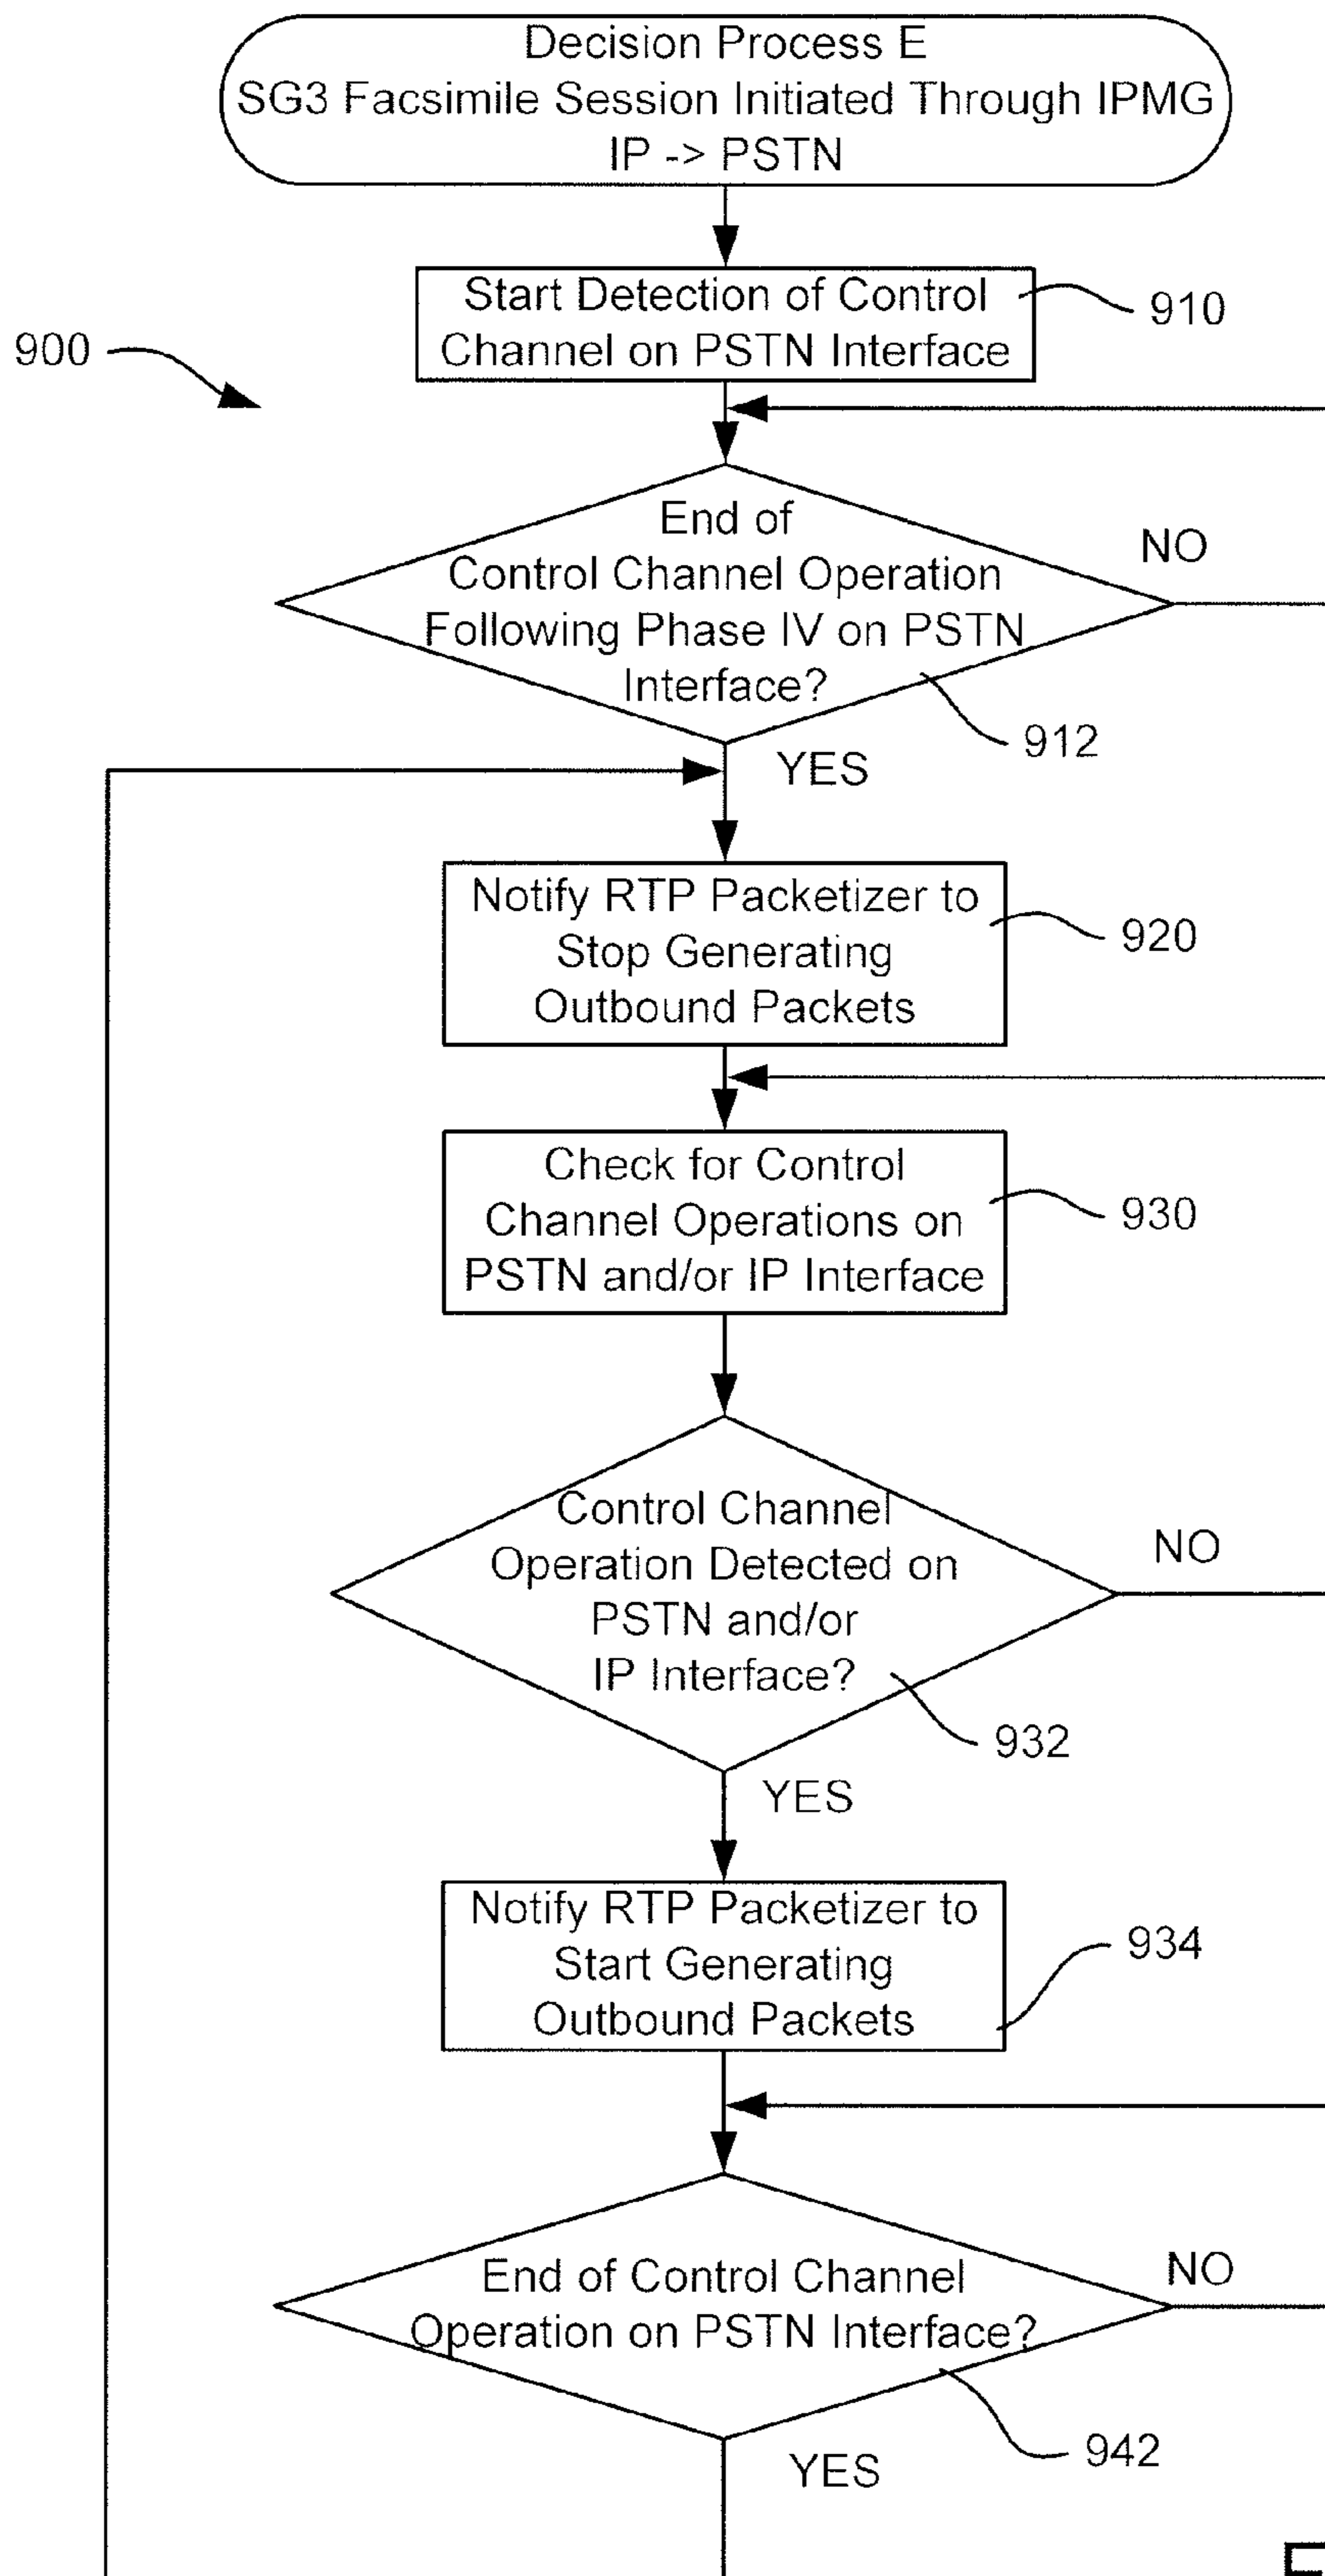 Decision Process E
SG3 Facsimile Session Initiated Through IPMG
IP -> PSTN
Start Detection of Control
Channel on PSTN Interface
910
900
End of
Control Channel Operation
Following Phase IV on PSTN
Interface?
NO
912
YES
Notify RTP Packetizer to
Stop Generating
Outbound Packets
920
Check for Control
Channel Operations on
PSTN and/or IP Interface
930
Control Channel
Operation Detected on
PSTN and/or
IP Interface?
NO
932
YES
Notify RTP Packetizer to
Start Generating
Outbound Packets
934
End of Control Channel
Operation on PSTN Interface?
NO
942
YES